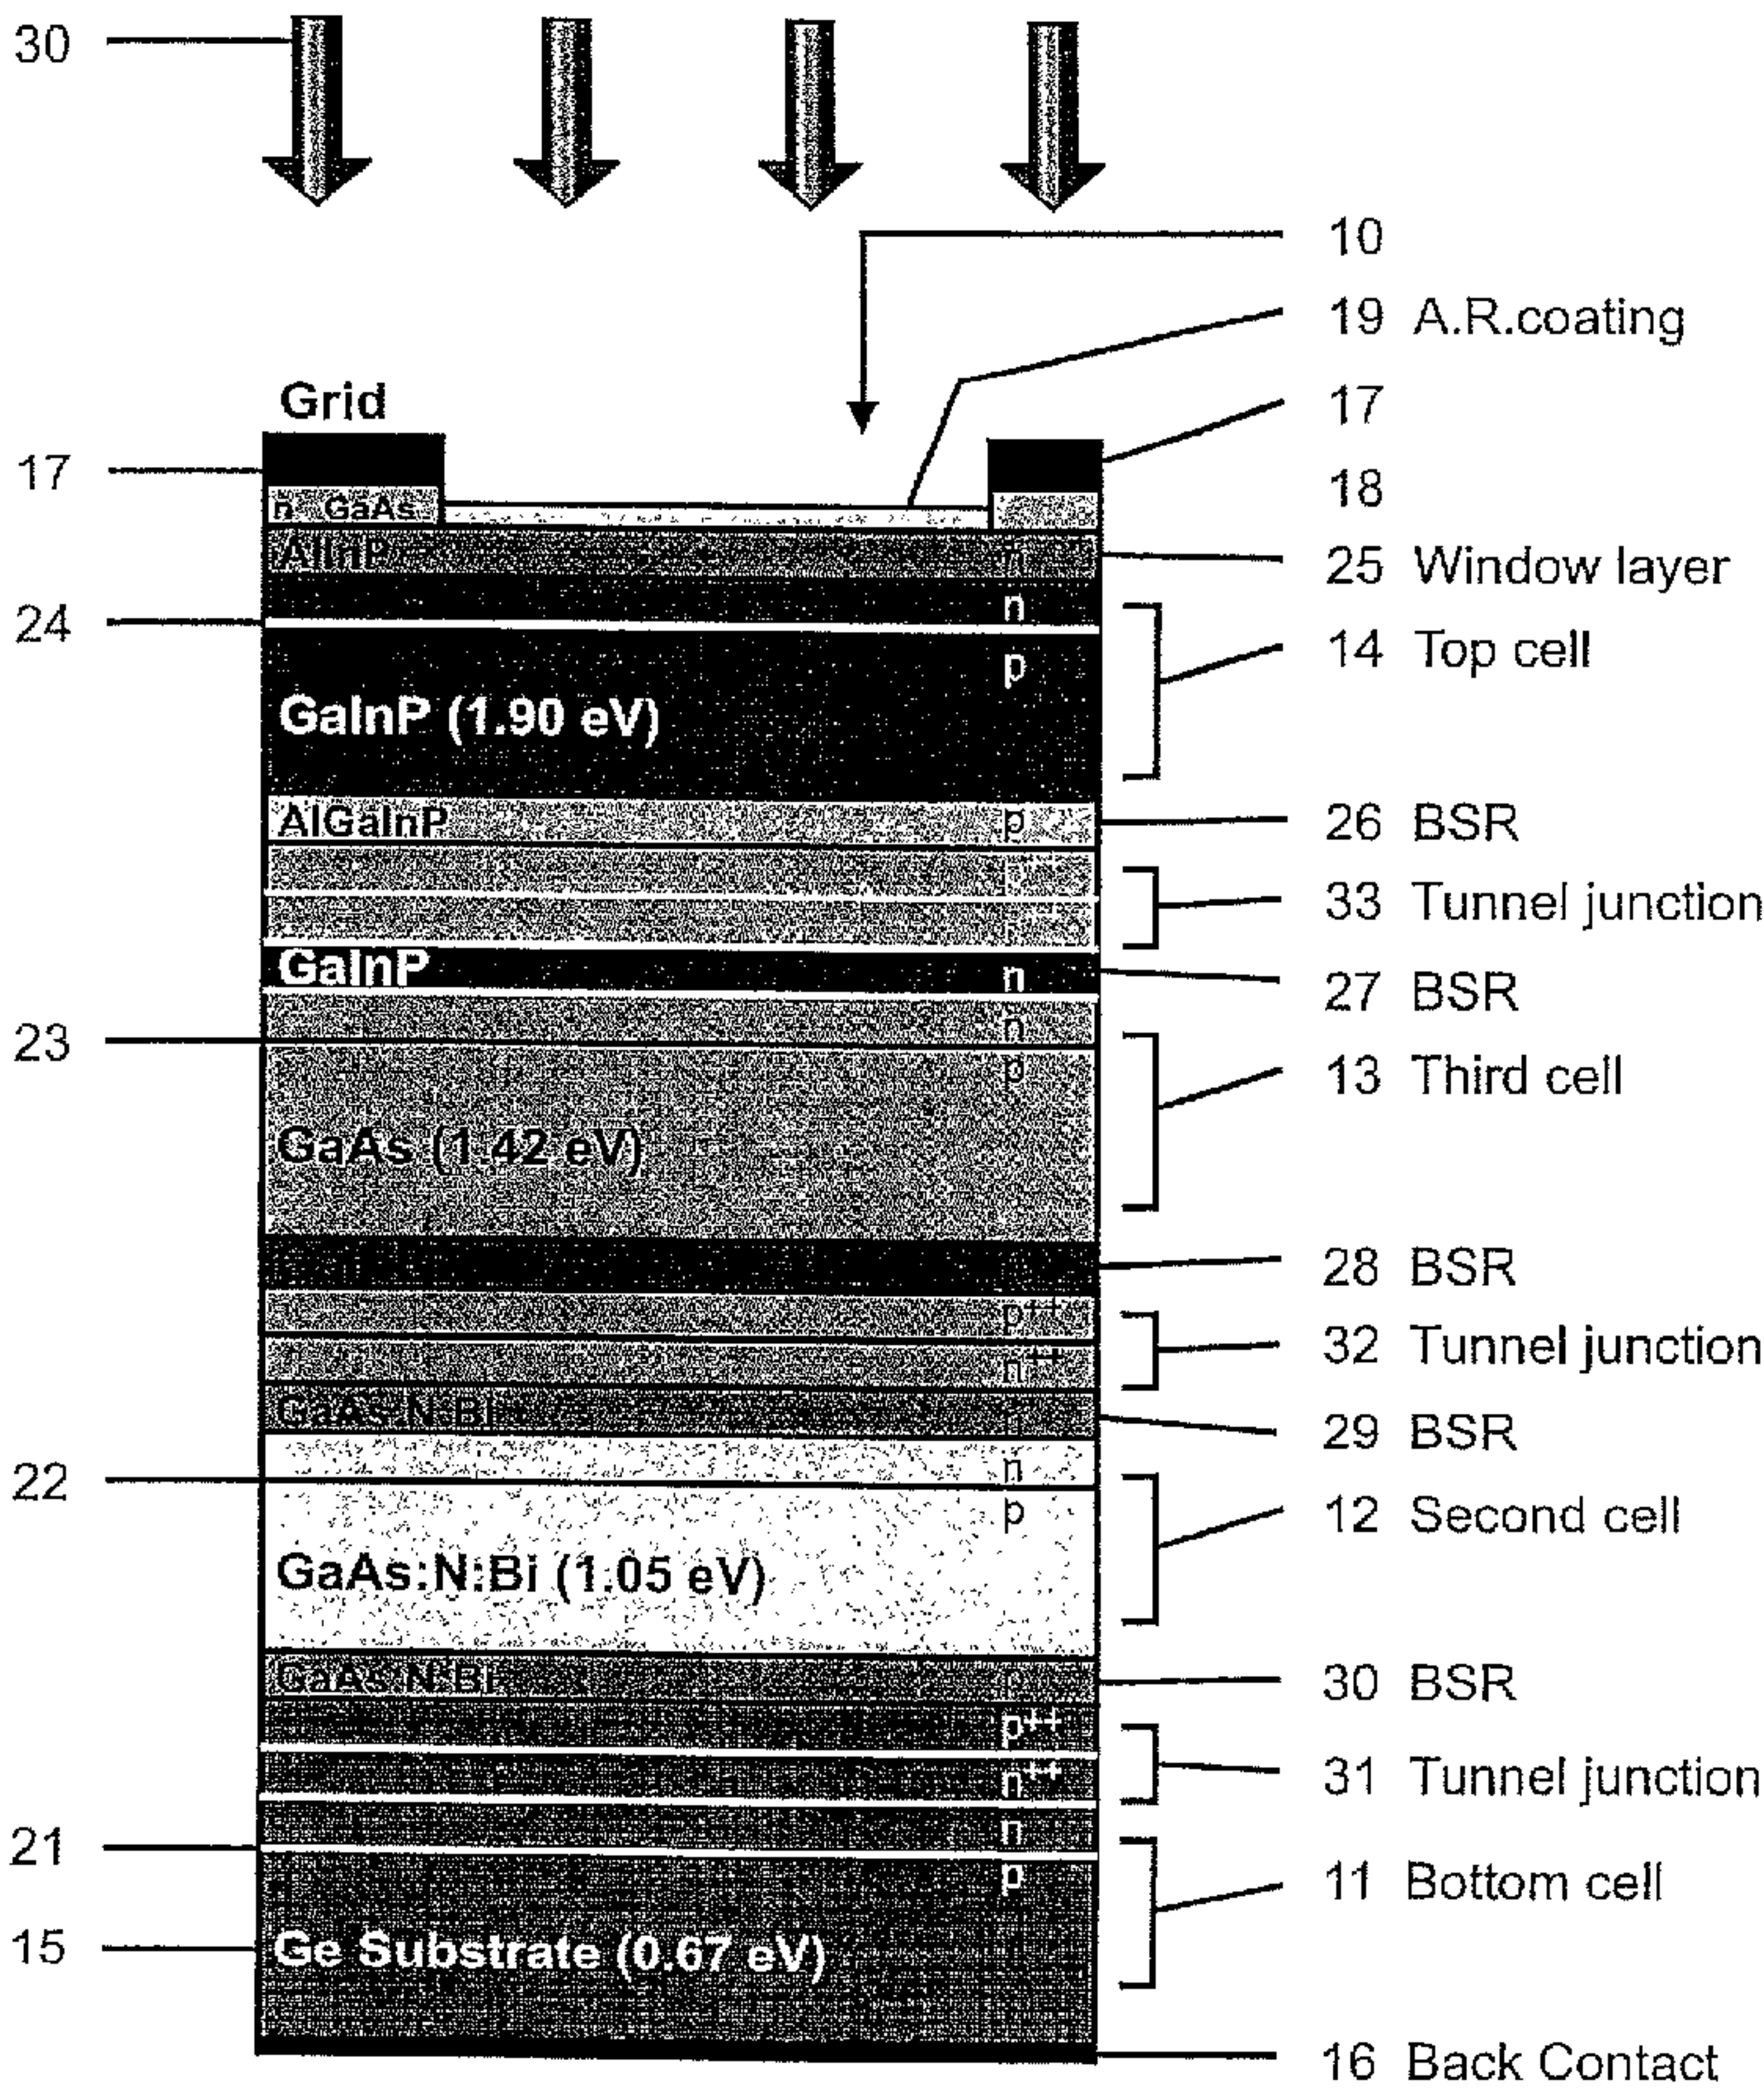 30
10
19 A.R.coating
Grid
17
17
18
n GaAs
AlInP n
25 Window layer
n
24
14 Top cell
p
GaInP (1.90 eV)
AlGaInP p
26 BSR
33 Tunnel junction
GaInP n
27 BSR
n
23
p
13 Third cell
GaAs (1.42 eV)
28 BSR
p++
32 Tunnel junction
n++
GaAs:N:Bi
29 BSR
n
22
p
12 Second cell
GaAs:N:Bi (1.05 eV)
GaAs:N:Bi p
30 BSR
p++
31 Tunnel junction
n++
n
21
p
11 Bottom cell
15
Ge Substrate (0.67 eV)
16 Back Contact